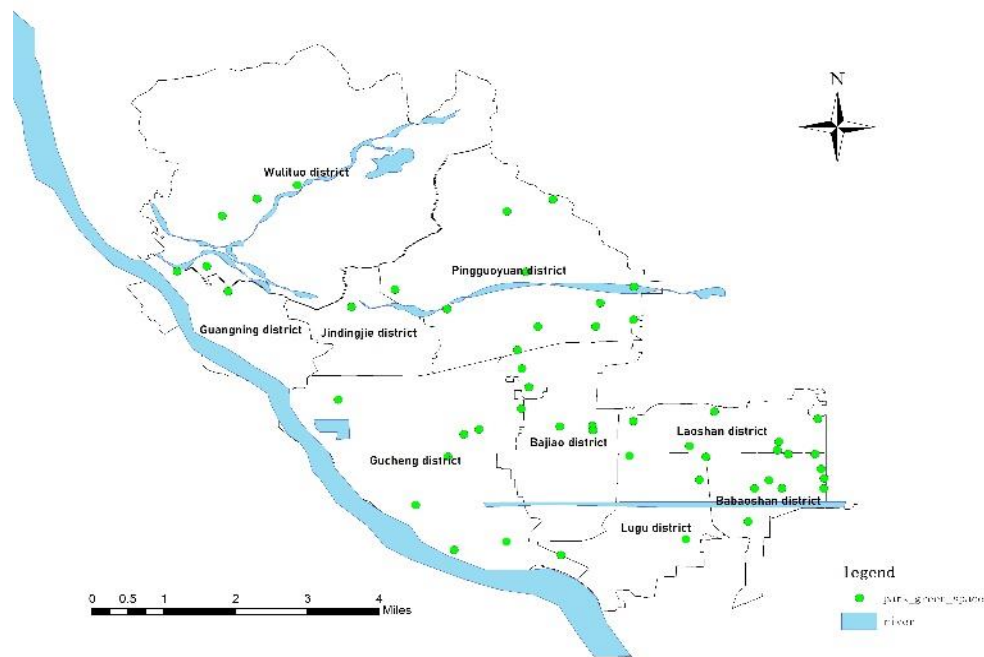 N
Wulituo district
Pingguoyuan district
Guangning district
Jindingjie district
Laoshan district
Bajiao district
Gucheng district
Babaoshan district
Lugu district
legend
park_green_space
river
0 0.5 1 2 3 4
Miles